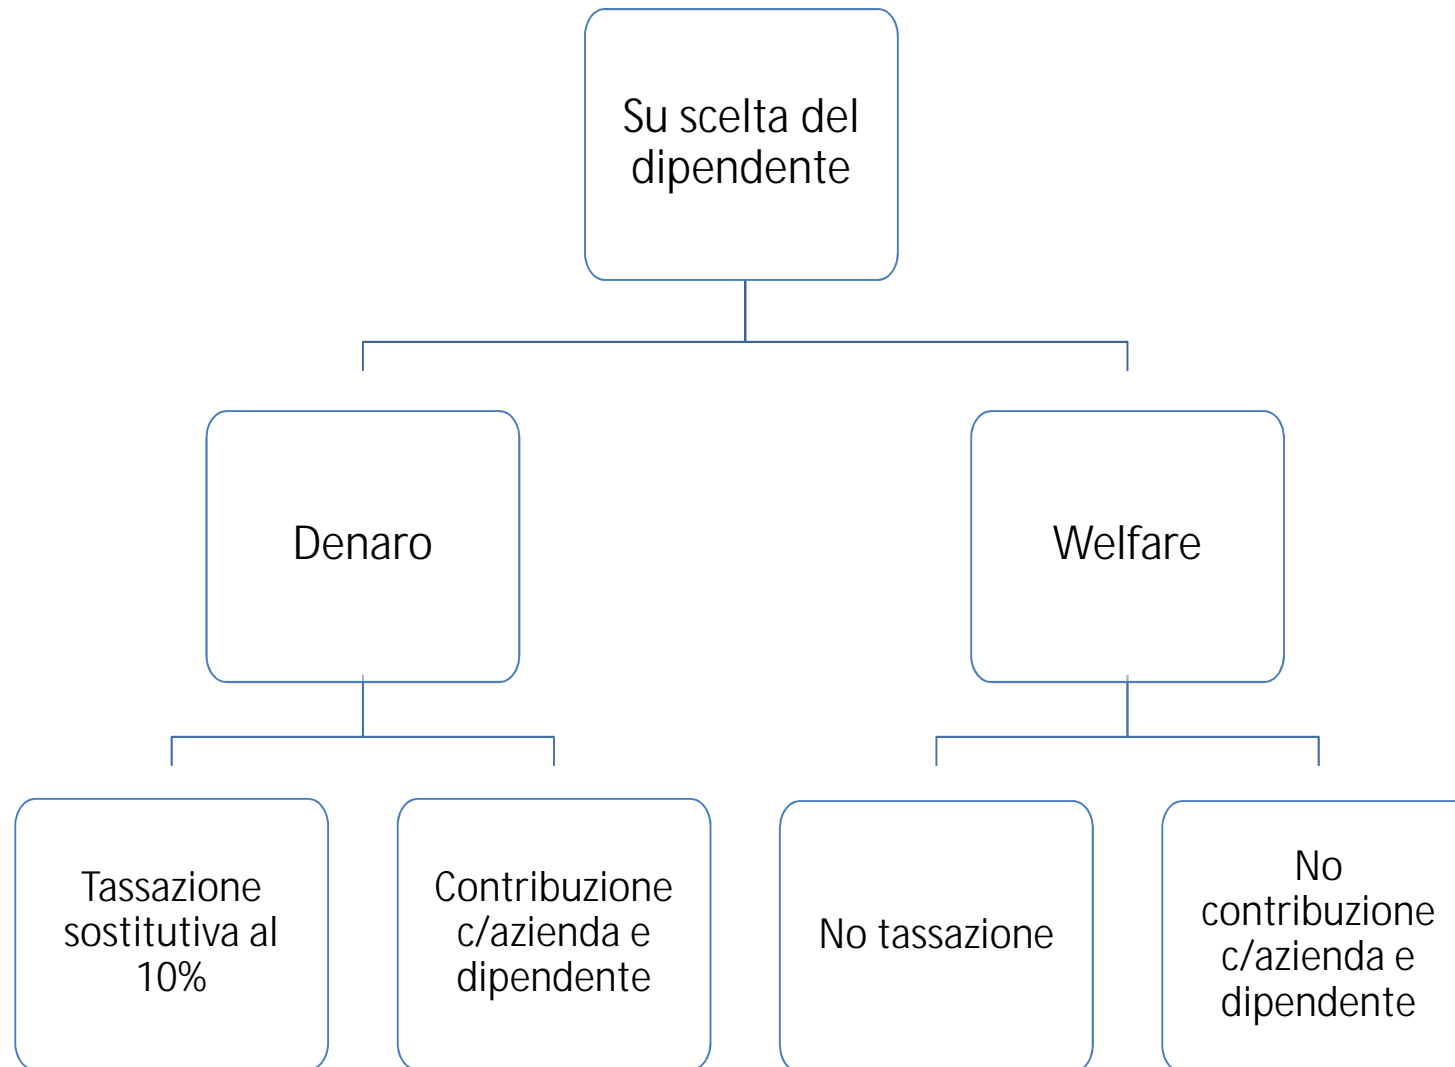 Su scelta del
dipendente
Denaro
Welfare
Tassazione
sostitutiva al
10%
Contribuzione
c/azienda e
dipendente
No tassazione
No
contribuzione
c/azienda e
dipendente